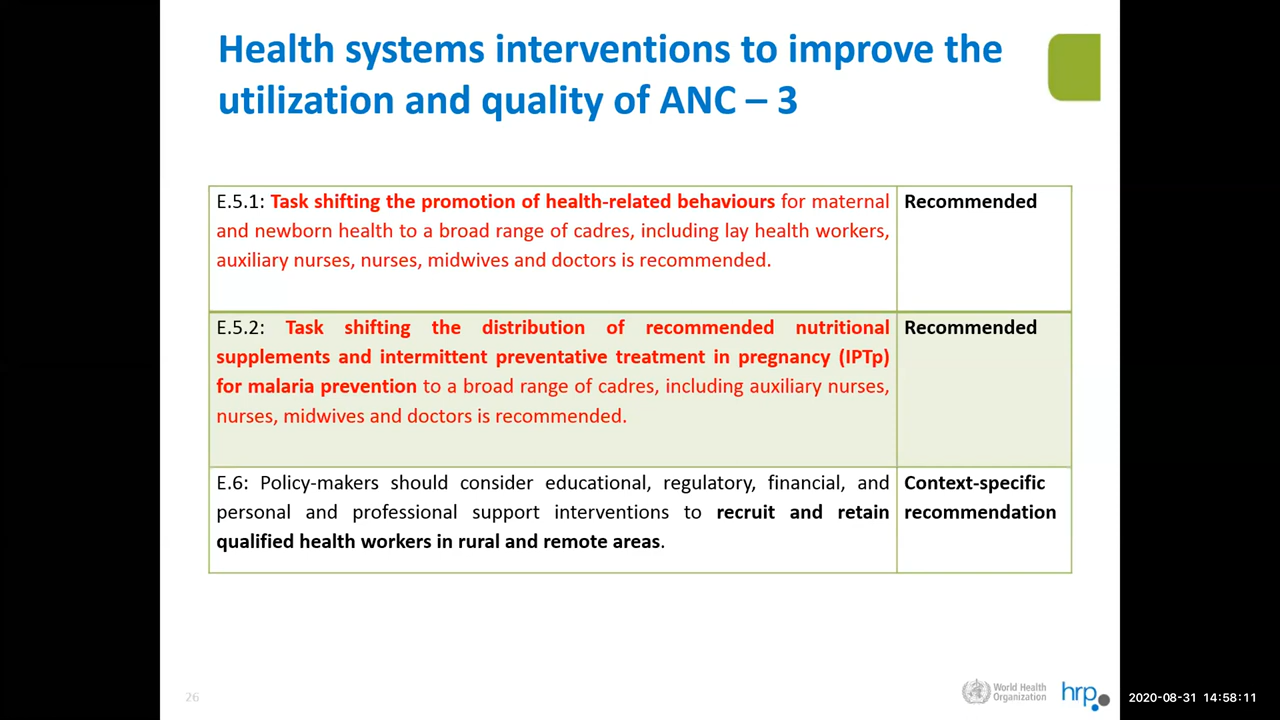 Health systems interventions to improve the
utilization and quality of ANC – 3
E.5.1: Task shifting the promotion of health-related behaviours for maternal
and newborn health to a broad range of cadres, including lay health workers,
auxiliary nurses, nurses, midwives and doctors is recommended.
Recommended
E.5.2: Task shifting the distribution of recommended nutritional
supplements and intermittent preventative treatment in pregnancy (IPTp)
for malaria prevention to a broad range of cadres, including auxiliary nurses,
nurses, midwives and doctors is recommended.
Recommended
E.6: Policy-makers should consider educational, regulatory, financial, and
personal and professional support interventions to recruit and retain
qualified health workers in rural and remote areas.
Context-specific
recommendation
26
World Health
Organization
hrp
2020-08-31 14:58:11